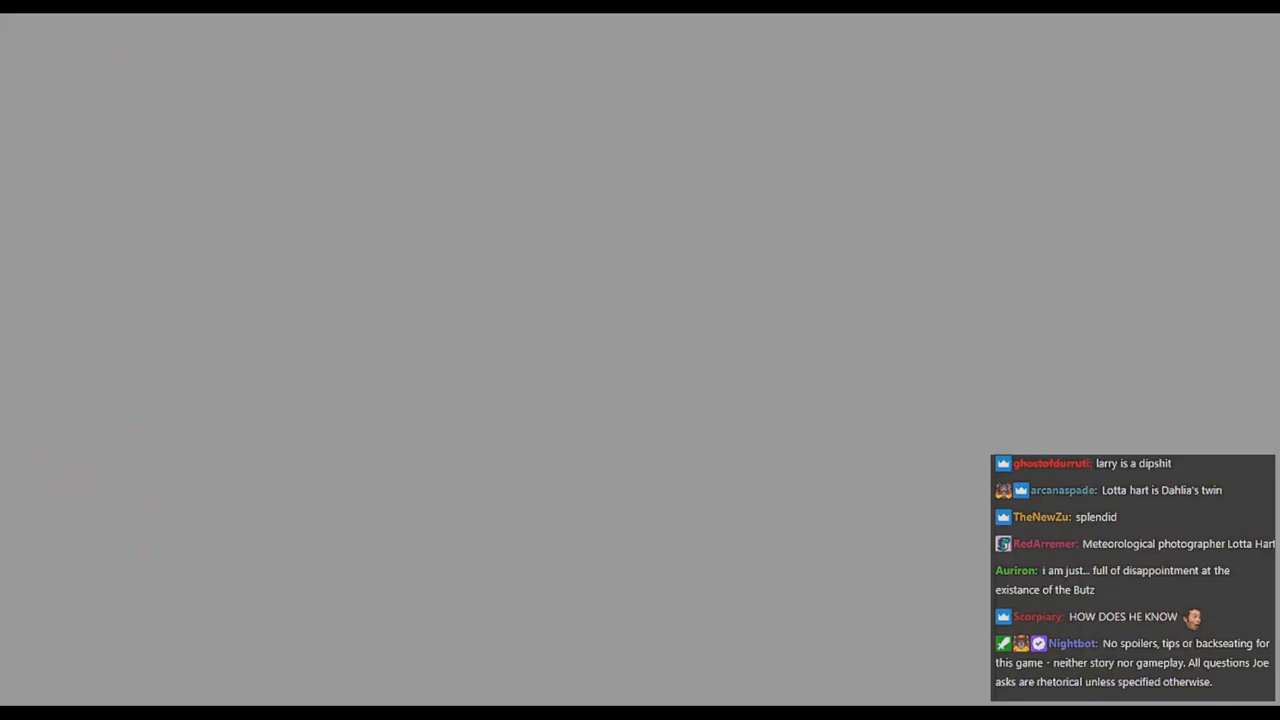 ghostofdurruti: larry is a dipshit
arcanaspade: Lotta hart is Dahlia's twin
TheNewZu: splendid
RedArremer: Meteorological photographer Lotta Hart
Auriron: i am just... full of disappointment at the
existance of the Butz
Scorpiary: HOW DOES HE KNOW
Nightbot: No spoilers, tips or backseating for
this game - neither story nor gameplay. All questions Joe
asks are rhetorical unless specified otherwise.